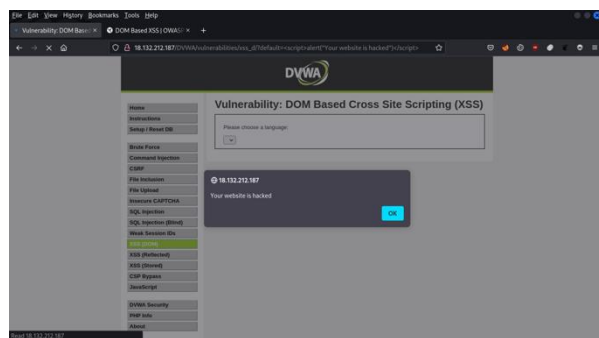 File Edit View History Bookmarks Tools Help
Vulnerability: DOM Based × DOM Based XSS | OWASP × +
18.132.212.187/DVWA/vulnerabilities/xss_d/?default=<script>alert("Your website is hacked")</script>
DVWA
Vulnerability: DOM Based Cross Site Scripting (XSS)
Please choose a language:
Home
Instructions
Setup / Reset DB
Brute Force
Command Injection
CSRF
File Inclusion
File Upload
Insecure CAPTCHA
SQL Injection
SQL Injection (Blind)
Weak Session IDs
XSS (DOM)
XSS (Reflected)
XSS (Stored)
CSP Bypass
JavaScript
DVWA Security
PHP Info
About
18.132.212.187
Your website is hacked
OK
Read 18.132.212.187